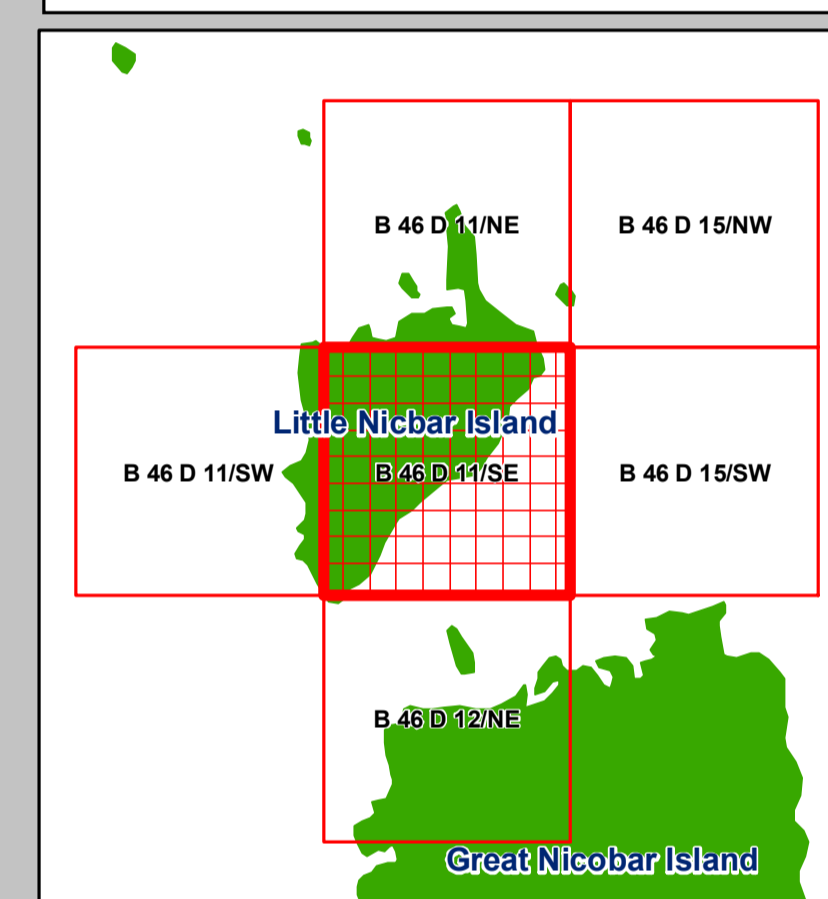 B 46 D 11/NE
B 46 D 15/NW
Little Nicbar Island
B 46 D 11/SW
B 46 D 11/SE
B 46 D 15/SW
B 46 D 12/NE
Great Nicobar Island